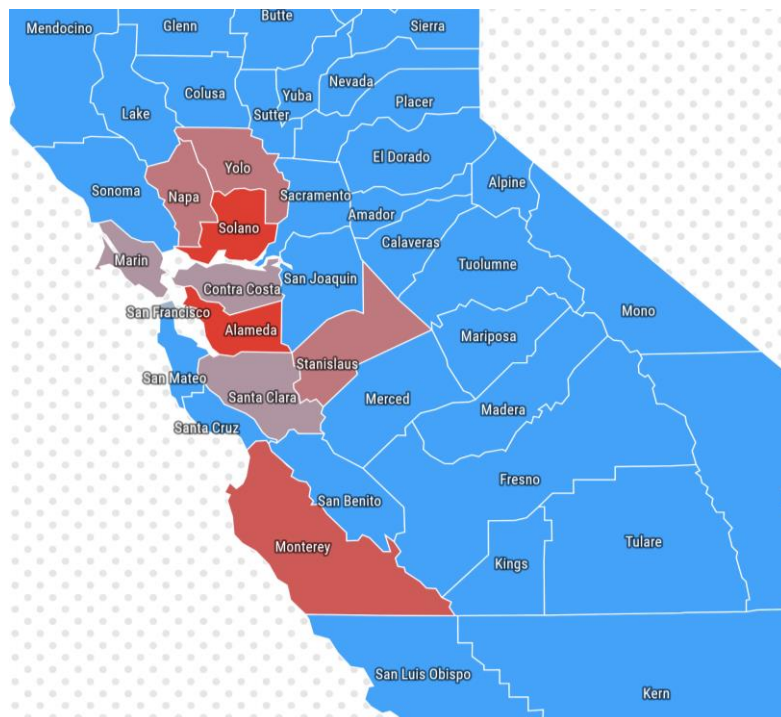 Butte
Mendocino
Glenn
Sierra
Nevada
Colusa
Yuba
Placer
Lake
Sutter
El Dorado
Yolo
Alpine
Sonoma
Napa
Sacramento
Amador
Solano
Calaveras
Marin
Tuolumne
San Joaquin
Contra Costa
San Francisco
Mono
Alameda
Mariposa
Stanislaus
San Mateo
Santa Clara
Merced
Madera
Santa Cruz
Fresno
San Benito
Tulare
Monterey
Kings
San Luis Obispo
Kern